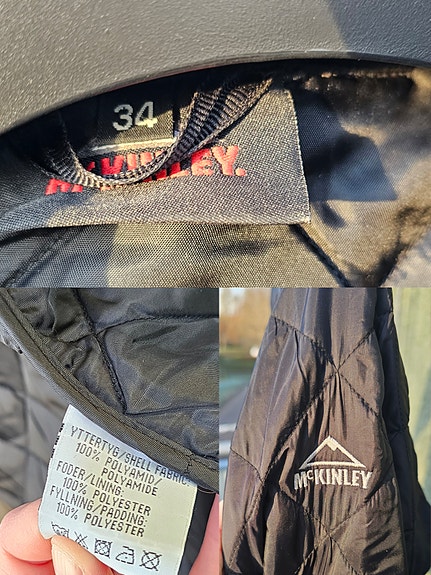 34
McKINLEY.
YTTERTYG/SHELL FABRIC
100% POLYAMID/
POLYAMIDE
FODER/LINING:
100% POLYESTER
FYLLNING/PADDING:
100% POLYESTER
McKINLEY